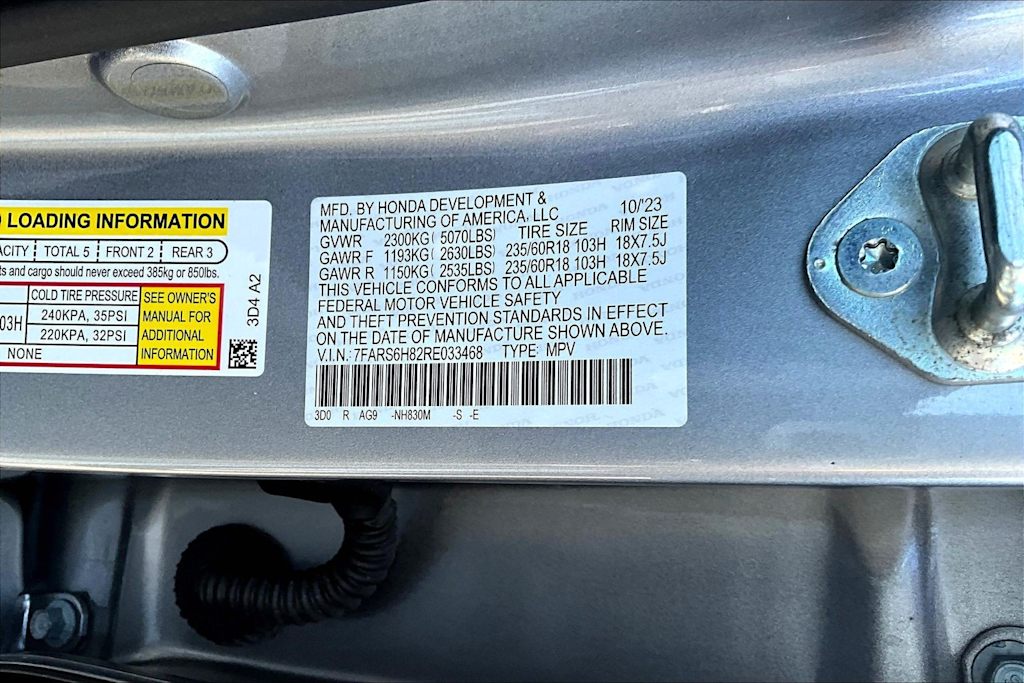 LOADING INFORMATION
TOTAL 5 FRONT 2 REAR 3
and cargo should never exceed 385kg or 850lbs.
COLD TIRE PRESSURE
240KPA, 35PSI
220KPA, 32PSI
NONE
SEE OWNER'S
MANUAL FOR
ADDITIONAL
INFORMATION
3D4 A2
MFD. BY HONDA DEVELOPMENT & 10/'23
MANUFACTURING OF AMERICA, LLC
GVWR 2300KG( 5070LBS) TIRE SIZE RIM SIZE
GAWR F 1193KG( 2630LBS) 235/60R18 103H 18X7.5J
GAWR R 1150KG( 2535LBS) 235/60R18 103H 18X7.5J
THIS VEHICLE CONFORMS TO ALL APPLICABLE
FEDERAL MOTOR VEHICLE SAFETY
AND THEFT PREVENTION STANDARDS IN EFFECT
ON THE DATE OF MANUFACTURE SHOWN ABOVE.
V.I.N.: 7FARS6H82RE033468 TYPE: MPV
3D0 R AG9 -NH830M -S -E